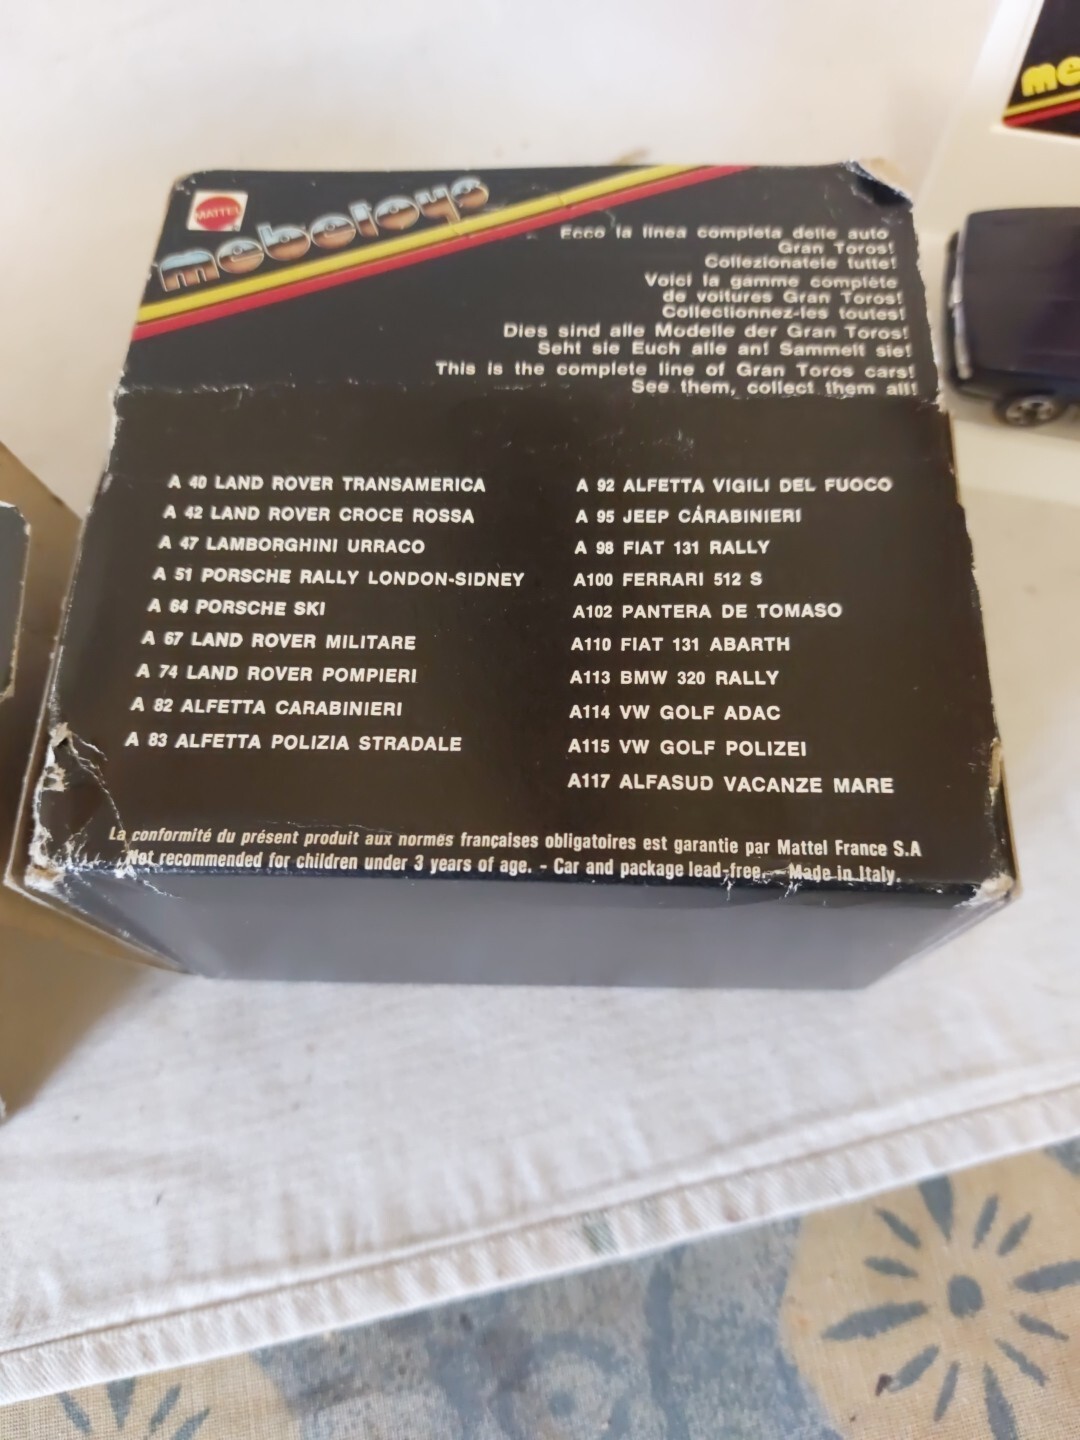 MATTEL
mebetoys
Ecco la linea completa delle auto
Gran Toros!
Collezionatele tutte!
Voici la gamme complète
de voitures Gran Toros!
Collectionnez-les toutes!
Dies sind alle Modelle der Gran Toros!
Seht sie Euch alle an! Sammelt sie!
This is the complete line of Gran Toros cars!
See them, collect them all!
A 40 LAND ROVER TRANSAMERICA
A 42 LAND ROVER CROCE ROSSA
A 47 LAMBORGHINI URRACO
A 51 PORSCHE RALLY LONDON-SIDNEY
A 64 PORSCHE SKI
A 67 LAND ROVER MILITARE
A 74 LAND ROVER POMPIERI
A 82 ALFETTA CARABINIERI
A 83 ALFETTA POLIZIA STRADALE
A 92 ALFETTA VIGILI DEL FUOCO
A 95 JEEP CARABINIERI
A 98 FIAT 131 RALLY
A100 FERRARI 512 S
A102 PANTERA DE TOMASO
A110 FIAT 131 ABARTH
A113 BMW 320 RALLY
A114 VW GOLF ADAC
A115 VW GOLF POLIZEI
A117 ALFASUD VACANZE MARE
La conformité du présent produit aux normes françaises obligatoires est garantie par Mattel France S.A
Not recommended for children under 3 years of age. - Car and package lead-free. - Made in Italy.
me